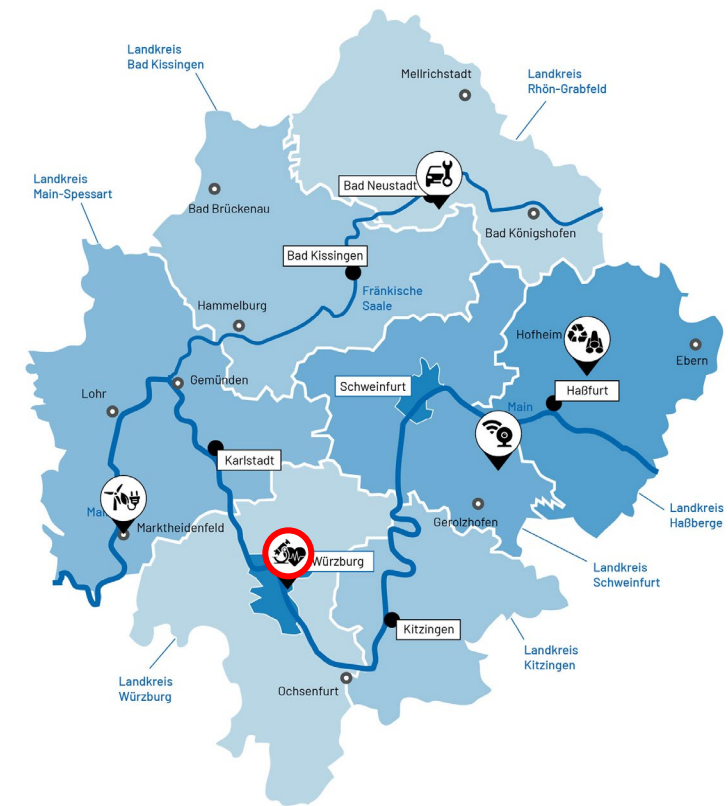 Landkreis
Bad Kissingen
Mellrichstadt
Landkreis
Rhön-Grabfeld
Landkreis
Main-Spessart
Bad Neustadt
Bad Brückenau
Bad Königshofen
Bad Kissingen
Fränkische
Saale
Hammelburg
Hofheim
Ebern
Gemünden
Schweinfurt
Haßfurt
Lohr
Main
Karlstadt
Mai
Marktheidenfeld
Gerolzhofen
Landkreis
Haßberge
Würzburg
Landkreis
Schweinfurt
Kitzingen
Landkreis
Kitzingen
Landkreis
Würzburg
Ochsenfurt